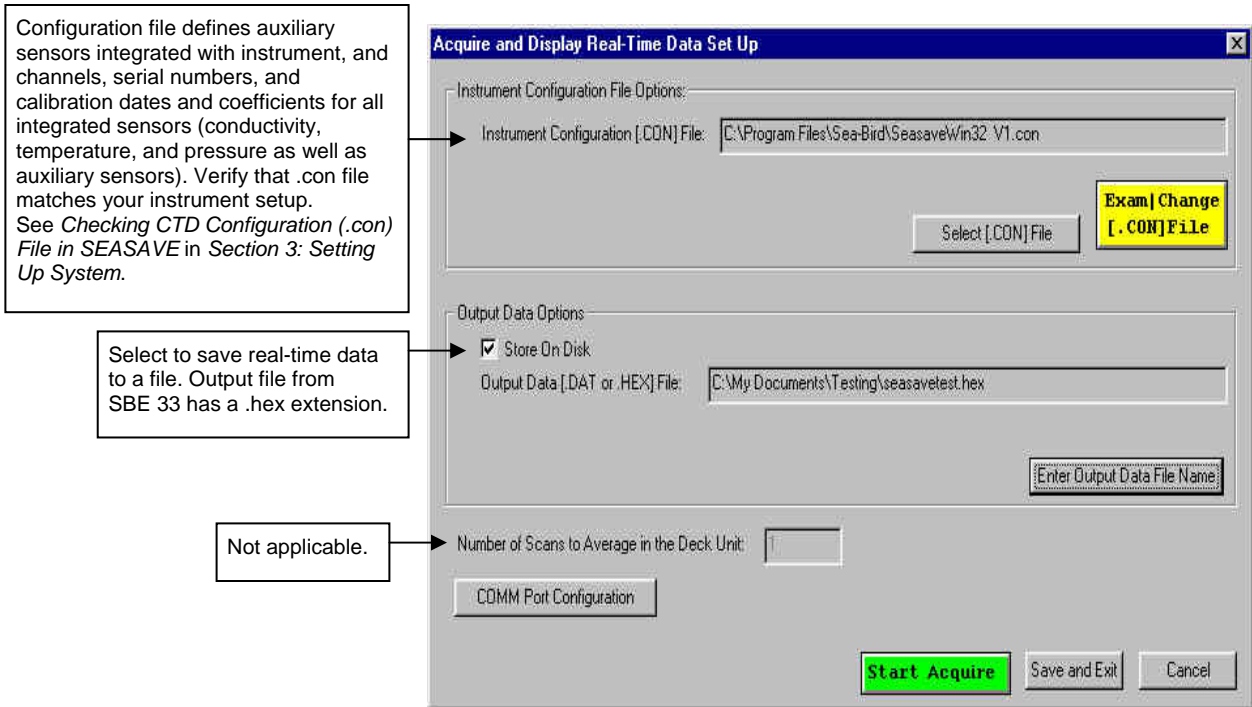 Configuration file defines auxiliary
sensors integrated with instrument, and
channels, serial numbers, and
calibration dates and coefficients for all
integrated sensors (conductivity,
temperature, and pressure as well as
auxiliary sensors). Verify that .con file
matches your instrument setup.
See Checking CTD Configuration (.con)
File in SEASAVE in Section 3: Setting
Up System.
Acquire and Display Real-Time Data Set Up
Instrument Configuration File Options:
Instrument Configuration [.CON] File: C:\Program Files\Sea-Bird\SeasaveWin32 V1.con
Select [.CON] File
Exam|Change
[.CON]File
Select to save real-time data
to a file. Output file from
SBE 33 has a .hex extension.
Output Data Options
Store On Disk
Output Data [.DAT or .HEX] File: C:\My Documents\Testing\seasavetest.hex
Enter Output Data File Name
Not applicable.
Number of Scans to Average in the Deck Unit: 1
COMM Port Configuration
Start Acquire
Save and Exit
Cancel